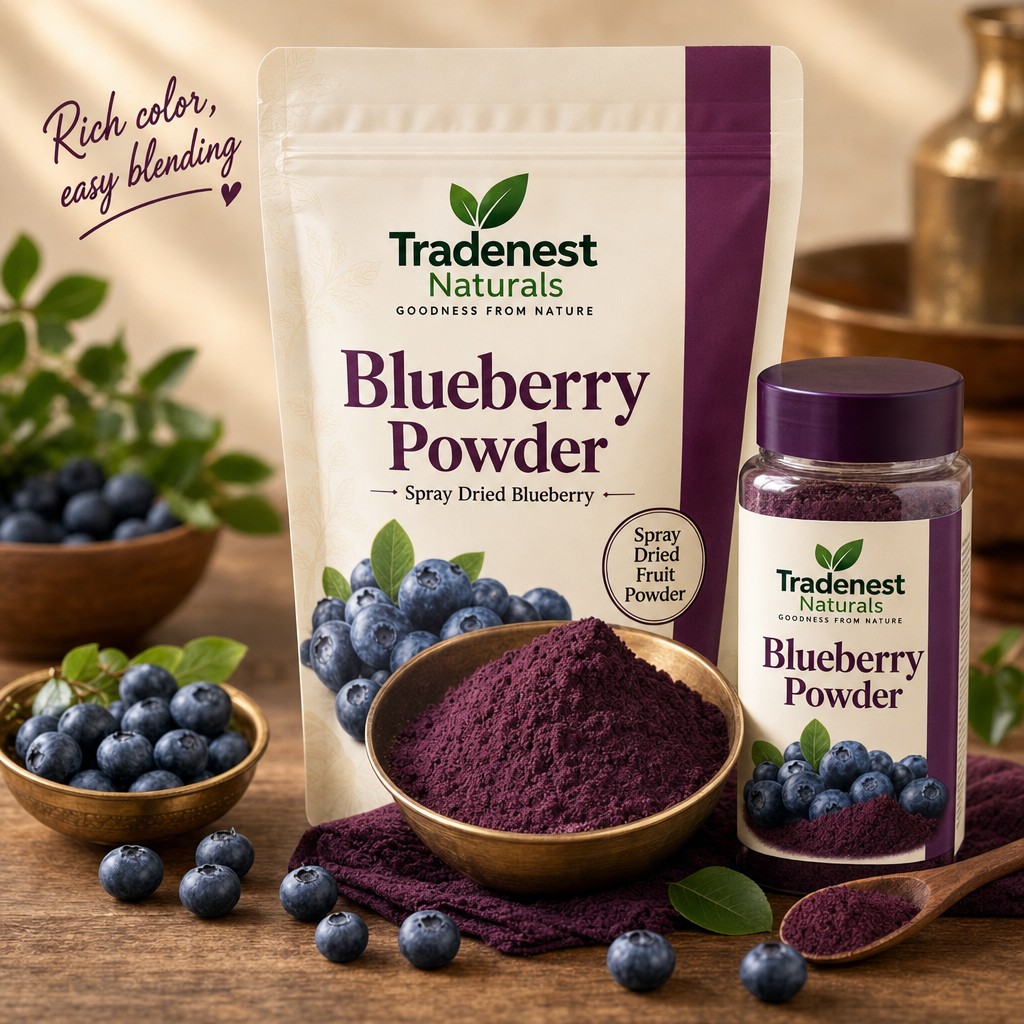 Rich color,
easy blending
Tradenest
Naturals
GOODNESS FROM NATURE
Blueberry
Powder
Spray Dried Blueberry
Spray
Dried
Fruit
Powder
Tradenest
Naturals
GOODNESS FROM NATURE
Blueberry
Powder